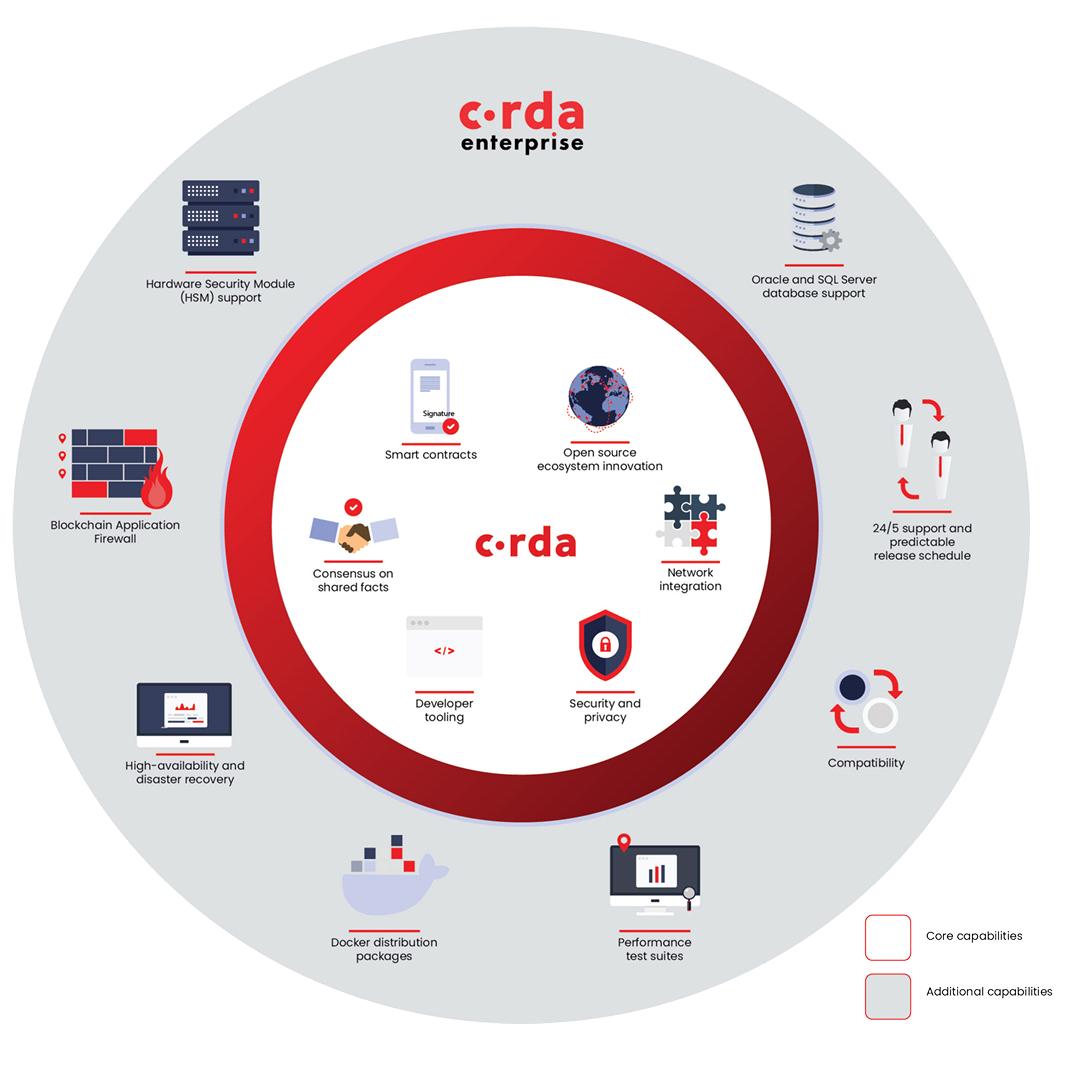 c•rda
enterprise
Hardware Security Module
(HSM) support
Oracle and SQL Server
database support
Signature
Smart contracts
Open source
ecosystem innovation
Blockchain Application
Firewall
24/5 support and
predictable
release schedule
Consensus on
shared facts
c•rda
Network
integration
</>
Developer
tooling
Security and
privacy
High-availability and
disaster recovery
Compatibility
Docker distribution
packages
Performance
test suites
Core capabilities
Additional capabilities